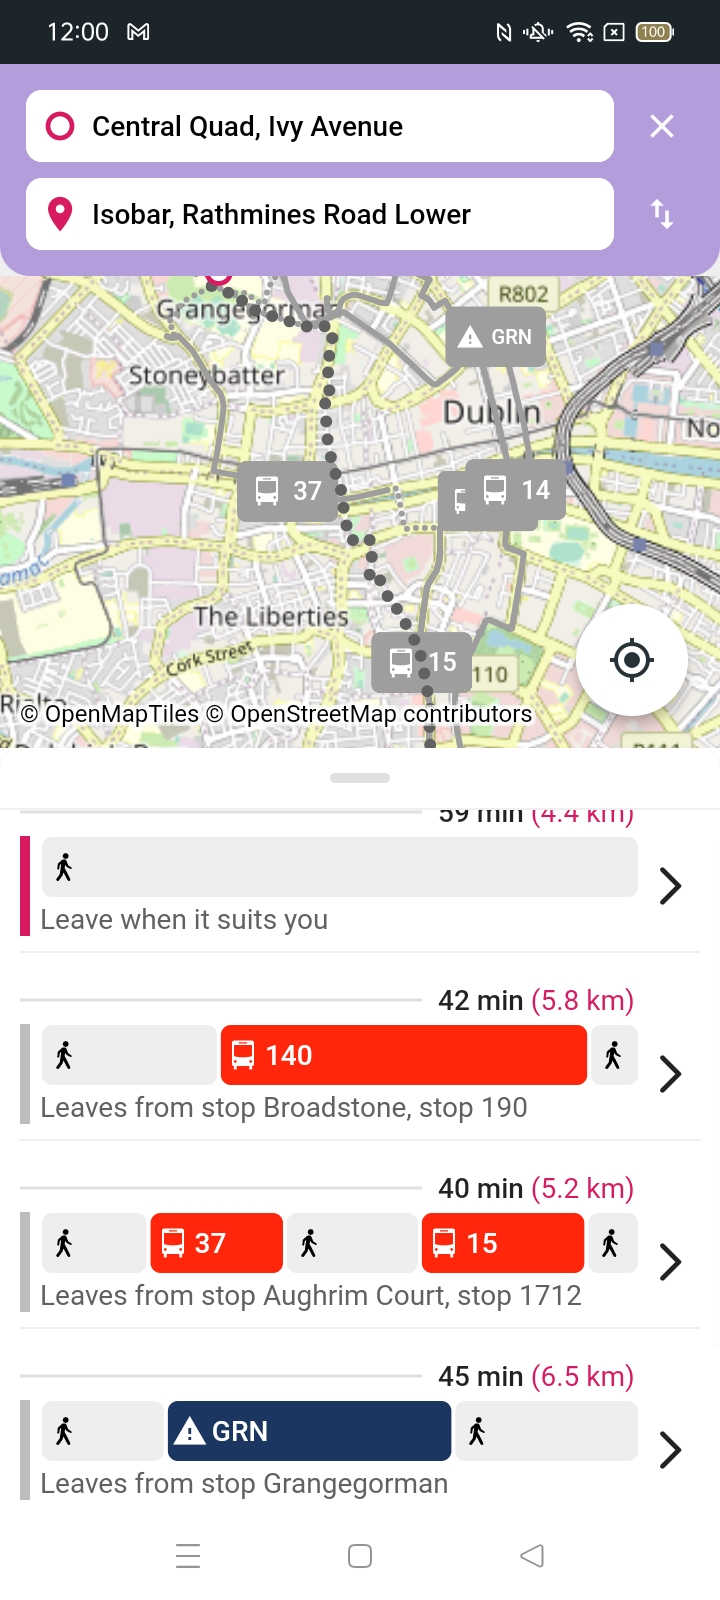 12:00
100
Central Quad, Ivy Avenue
Isobar, Rathmines Road Lower
R802
Grangegorman
GRN
Stoneybatter
Dublin
No
37
14
The Liberties
Cork Street
15
110
© OpenMapTiles © OpenStreetMap contributors
59 min (4.4 km)
Leave when it suits you
42 min (5.8 km)
140
Leaves from stop Broadstone, stop 190
40 min (5.2 km)
37
15
Leaves from stop Aughrim Court, stop 1712
45 min (6.5 km)
GRN
Leaves from stop Grangegorman